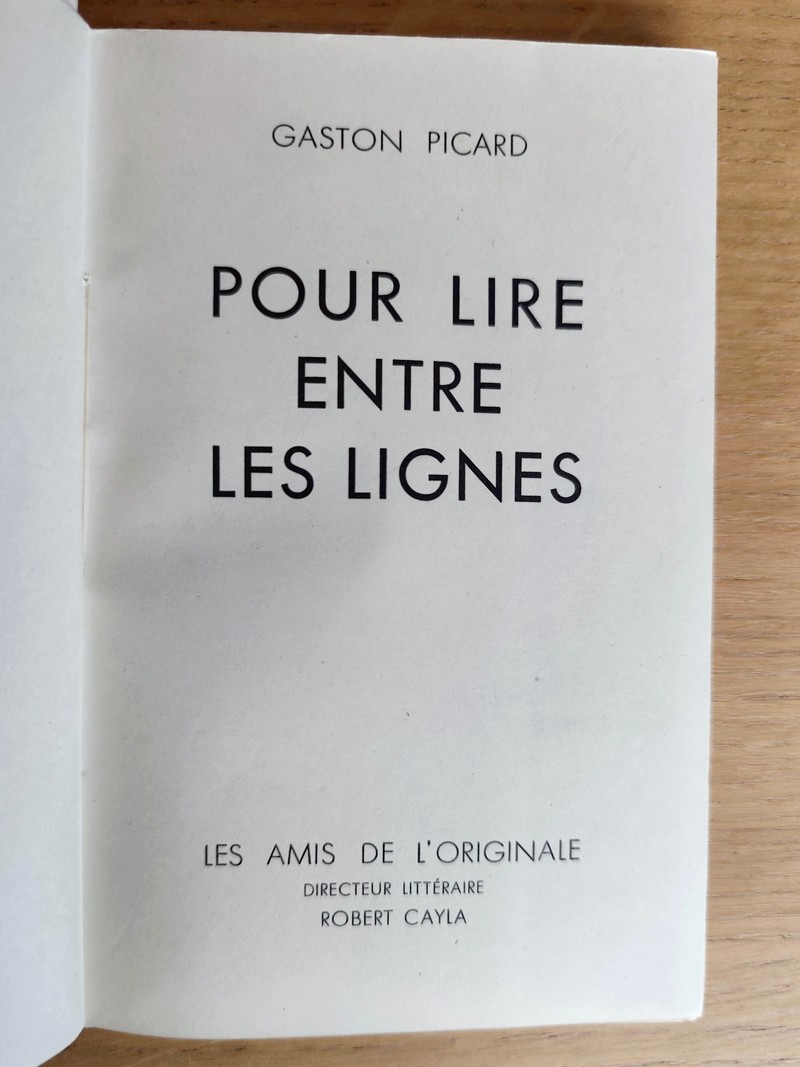 GASTON PICARD
POUR LIRE
ENTRE
LES LIGNES
LES AMIS DE L'ORIGINALE
DIRECTEUR LITTÉRAIRE
ROBERT CAYLA